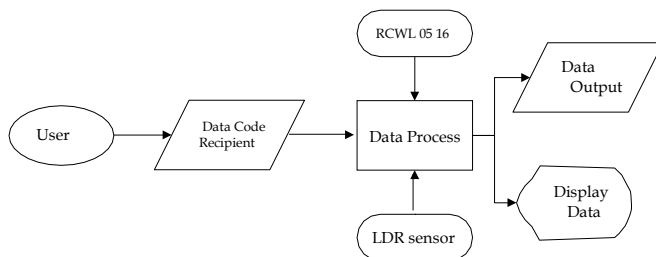 RCWL 05 16
Data
Output
User
Data Code
Recipient
Data Process
Display
Data
LDR sensor